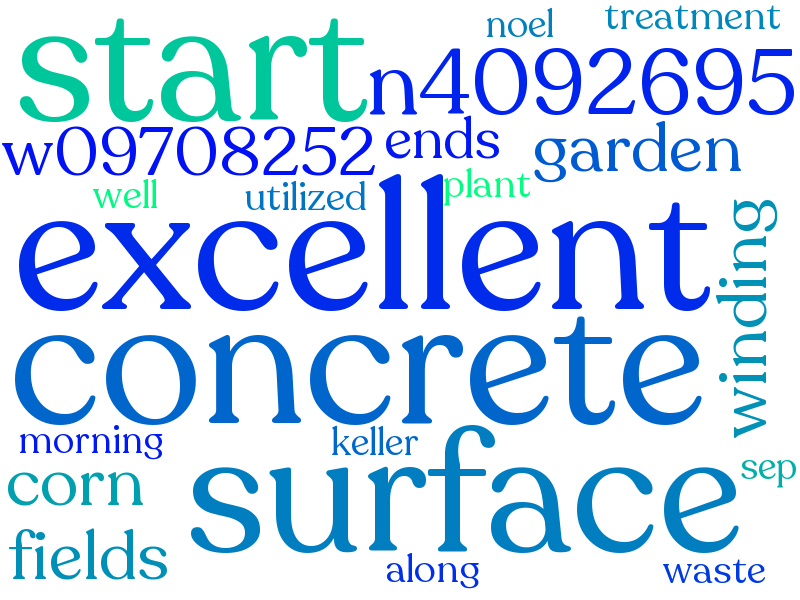 noel treatment
start n4092695
w09708252 ends garden
well utilized plant
excellent
winding
concrete
morning keller
corn surface sep
fields along waste